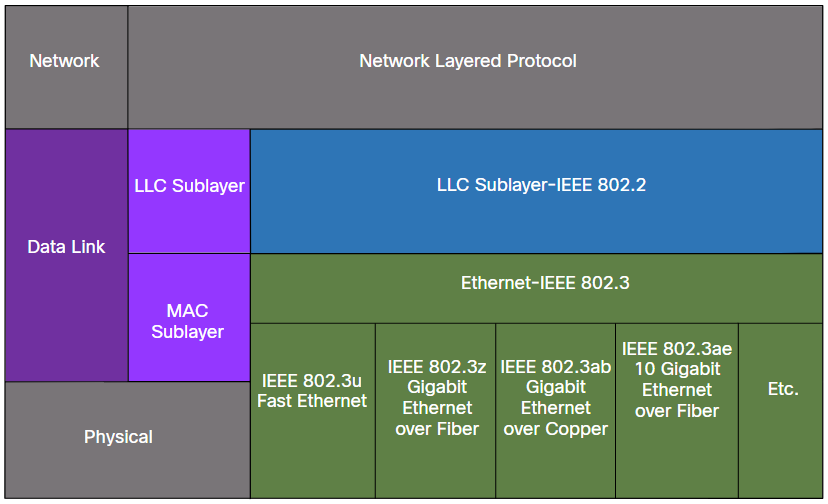 Network
Network Layered Protocol
Data Link
LLC Sublayer
LLC Sublayer-IEEE 802.2
MAC
Sublayer
Ethernet-IEEE 802.3
IEEE 802.3u
Fast Ethernet
IEEE 802.3z
Gigabit
Ethernet
over Fiber
IEEE 802.3ab
Gigabit
Ethernet
over Copper
IEEE 802.3ae
10 Gigabit
Ethernet
over Fiber
Etc.
Physical